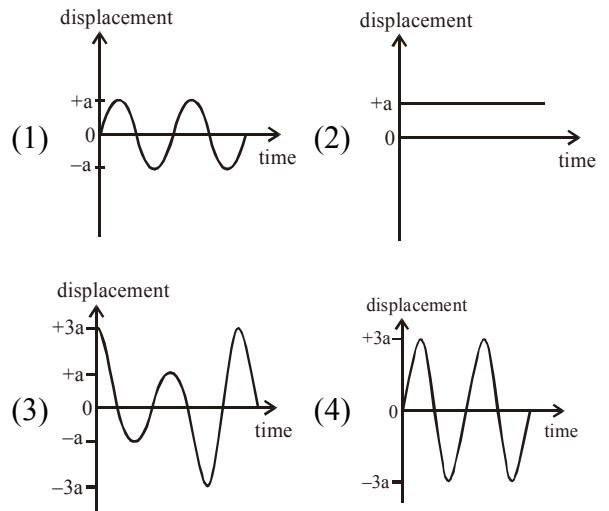 displacement
+a
(1)
0
−a
time
displacement
+a
(2)
0
time
displacement
+3a
+a
(3)
0
−a
−3a
time
displacement
+3a
(4)
0
−3a
time